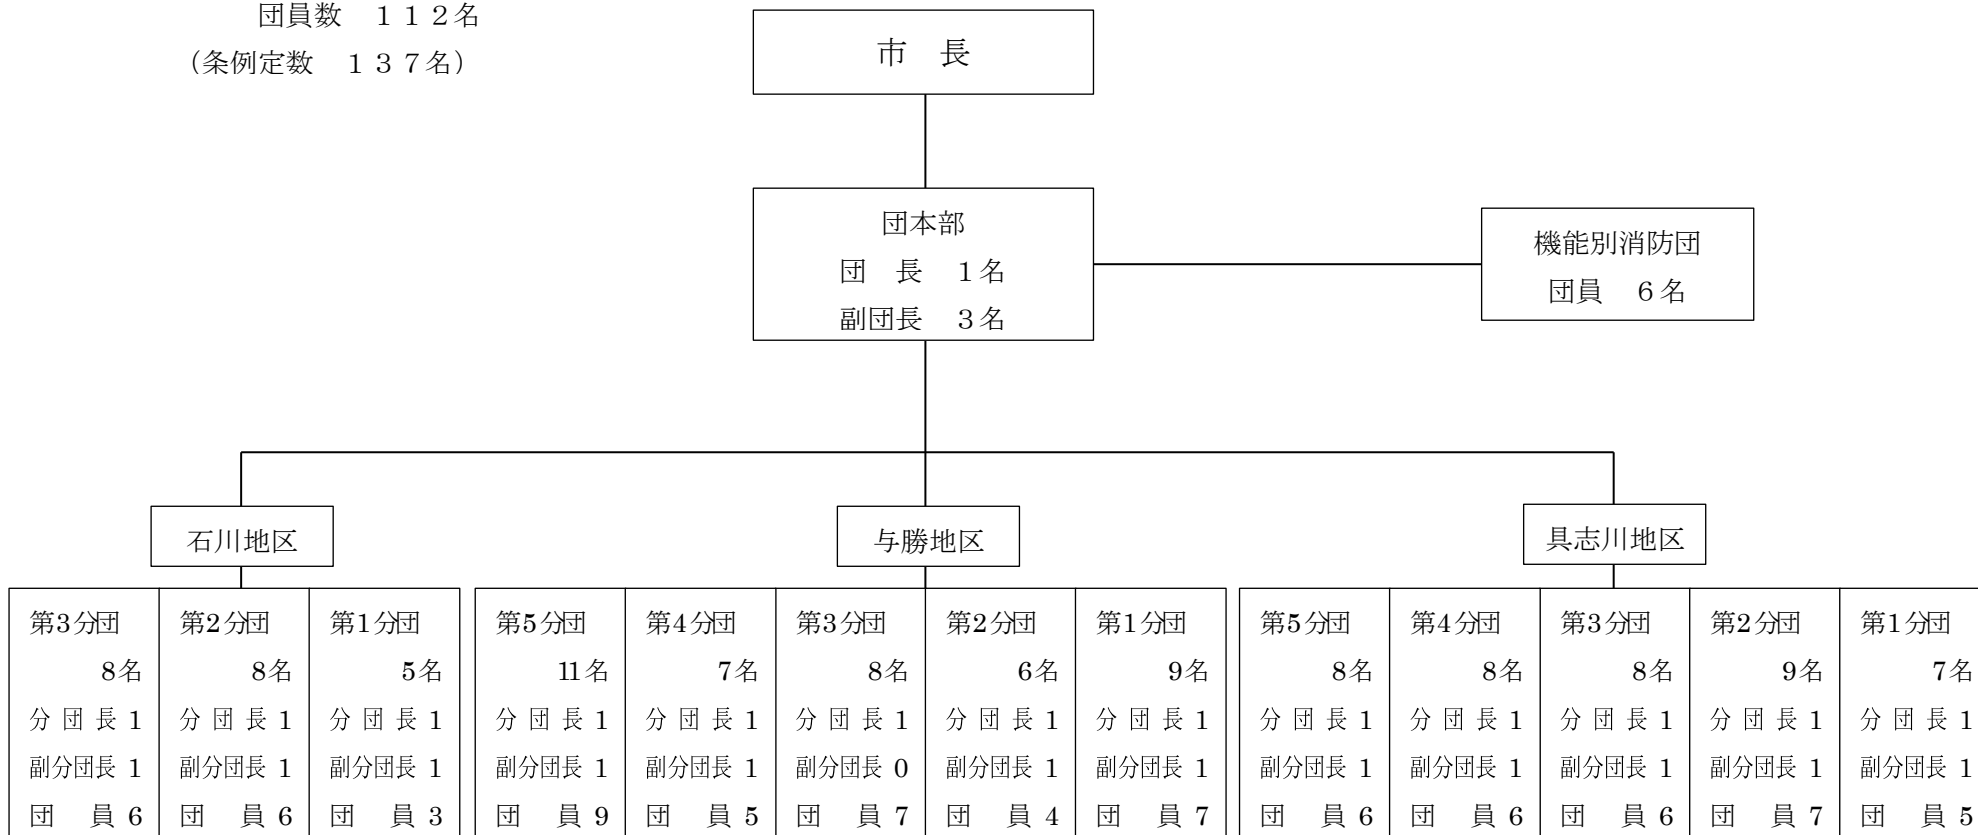 団員数　１１２名
（条例定数　１３７名）
市　長
団本部
団　長　１名
副団長　３名
機能別消防団
団員　６名
石川地区
与勝地区
具志川地区
第3分団
8名
分団長 1
副分団長 1
団　員 6
第2分団
8名
分団長 1
副分団長 1
団　員 6
第1分団
5名
分団長 1
副分団長 1
団　員 3
第5分団
11名
分団長 1
副分団長 1
団　員 9
第4分団
7名
分団長 1
副分団長 1
団　員 5
第3分団
8名
分団長 1
副分団長 0
団　員 7
第2分団
6名
分団長 1
副分団長 1
団　員 4
第1分団
9名
分団長 1
副分団長 1
団　員 7
第5分団
8名
分団長 1
副分団長 1
団　員 6
第4分団
8名
分団長 1
副分団長 1
団　員 6
第3分団
8名
分団長 1
副分団長 1
団　員 6
第2分団
9名
分団長 1
副分団長 1
団　員 7
第1分団
7名
分団長 1
副分団長 1
団　員 5